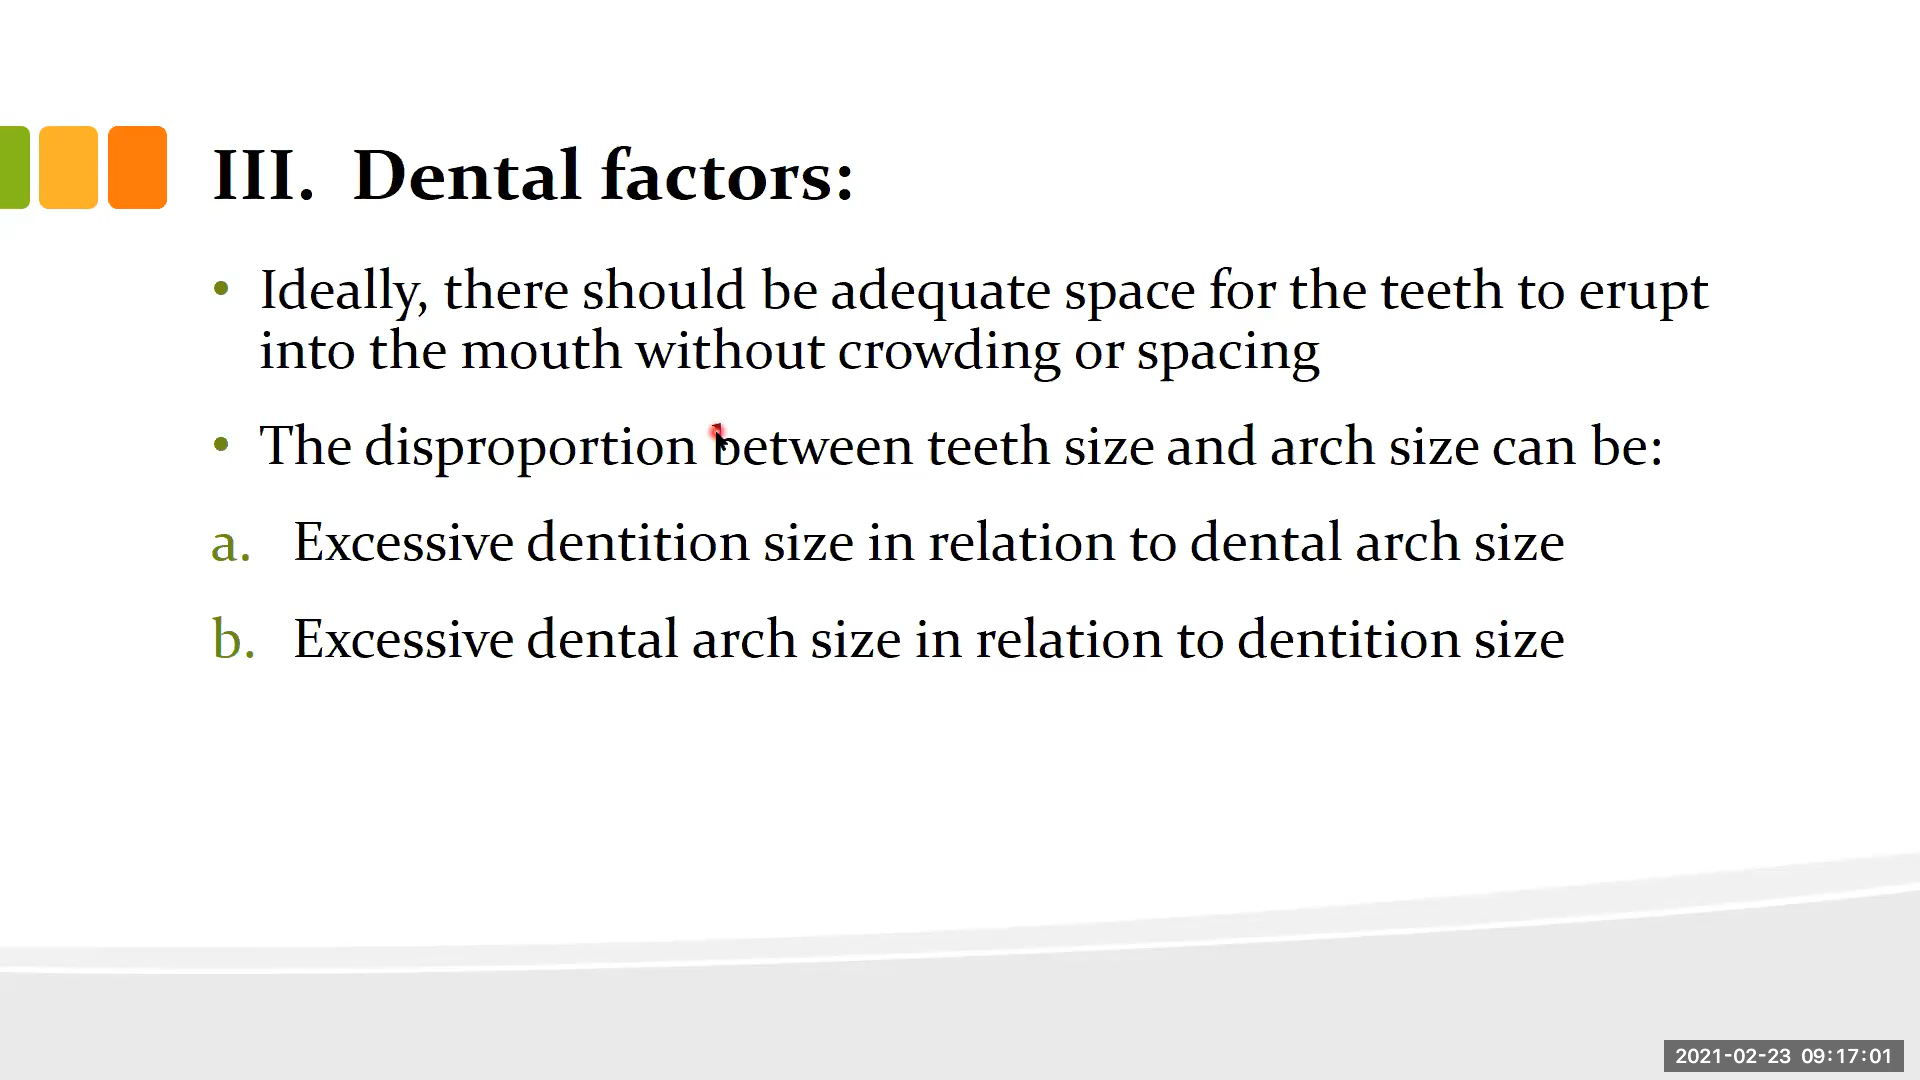 III. Dental factors:
• Ideally, there should be adequate space for the teeth to erupt
into the mouth without crowding or spacing
• The disproportion between teeth size and arch size can be:
a. Excessive dentition size in relation to dental arch size
b. Excessive dental arch size in relation to dentition size
2021-02-23 09:17:01